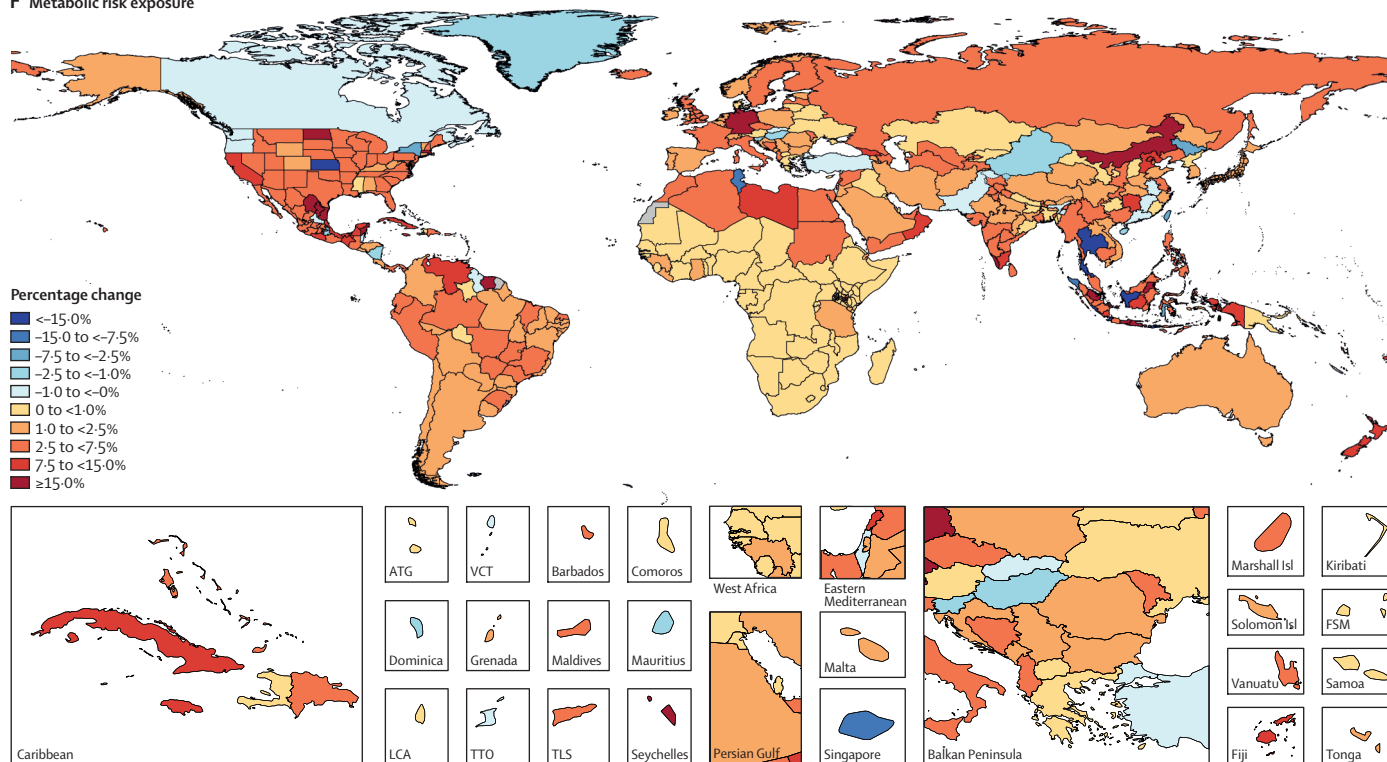 F Metabolic risk exposure
Percentage change
<–15·0%
–15·0 to <–7·5%
–7·5 to <–2·5%
–2·5 to <–1·0%
–1·0 to <–0%
0 to <1·0%
1·0 to <2·5%
2·5 to <7·5%
7·5 to <15·0%
≥15·0%
Caribbean
ATG
VCT
Barbados
Comoros
Dominica
Grenada
Maldives
Mauritius
LCA
TTO
TLS
Seychelles
West Africa
Eastern
Mediterranean
Persian Gulf
Malta
Singapore
Balkan Peninsula
Marshall Isl
Kiribati
Solomon Isl
FSM
Vanuatu
Samoa
Fiji
Tonga